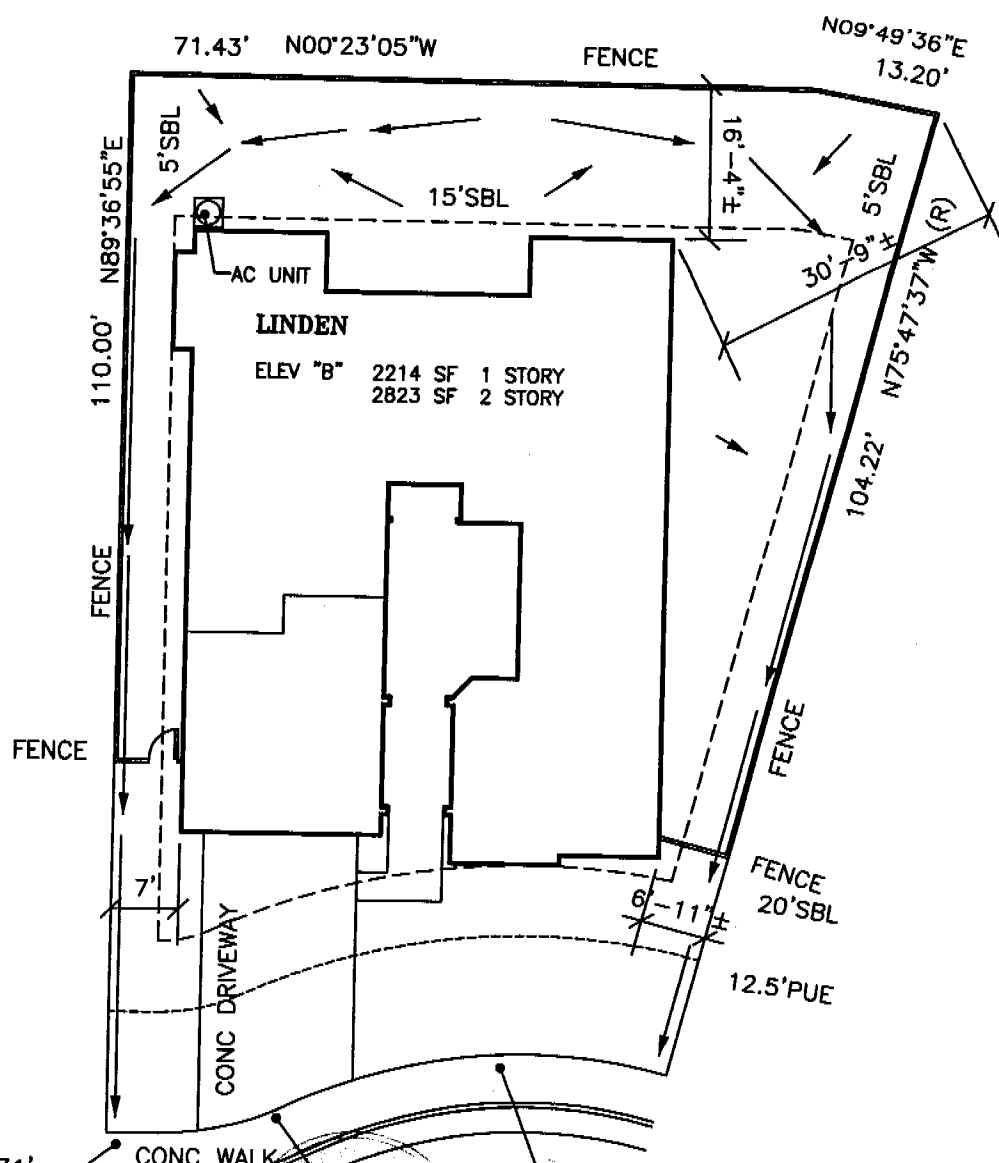 71.43' N00°23'05"W
FENCE
N09°49'36"E
13.20'
5'SBL
N89°36'55"E
110.00'
16'-4"±
5'SBL
(R)
15'SBL
30'-9"±
N75°47'37"W
104.22'
AC UNIT
LINDEN
ELEV "B" 2214 SF 1 STORY
2823 SF 2 STORY
FENCE
FENCE
FENCE
7'
FENCE
20'SBL
6'-11"±
12.5'PUE
CONC DRIVEWAY
CONC WALK